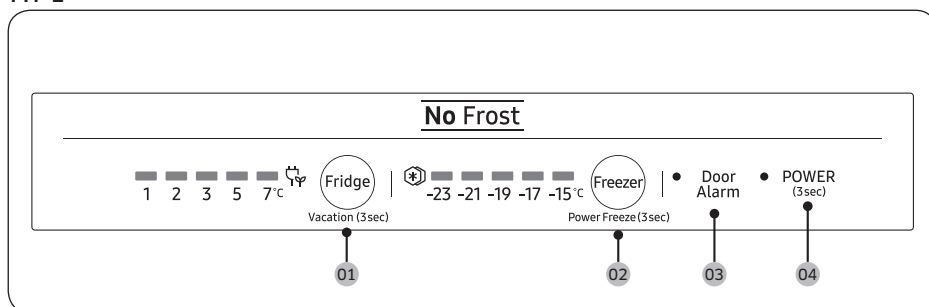 No Frost
1 2 3 5 7°C
Fridge
Vacation (3sec)
-23 -21 -19 -17 -15°C
Freezer
Power Freeze (3sec)
Door
Alarm
POWER
(3sec)
01 02 03 04